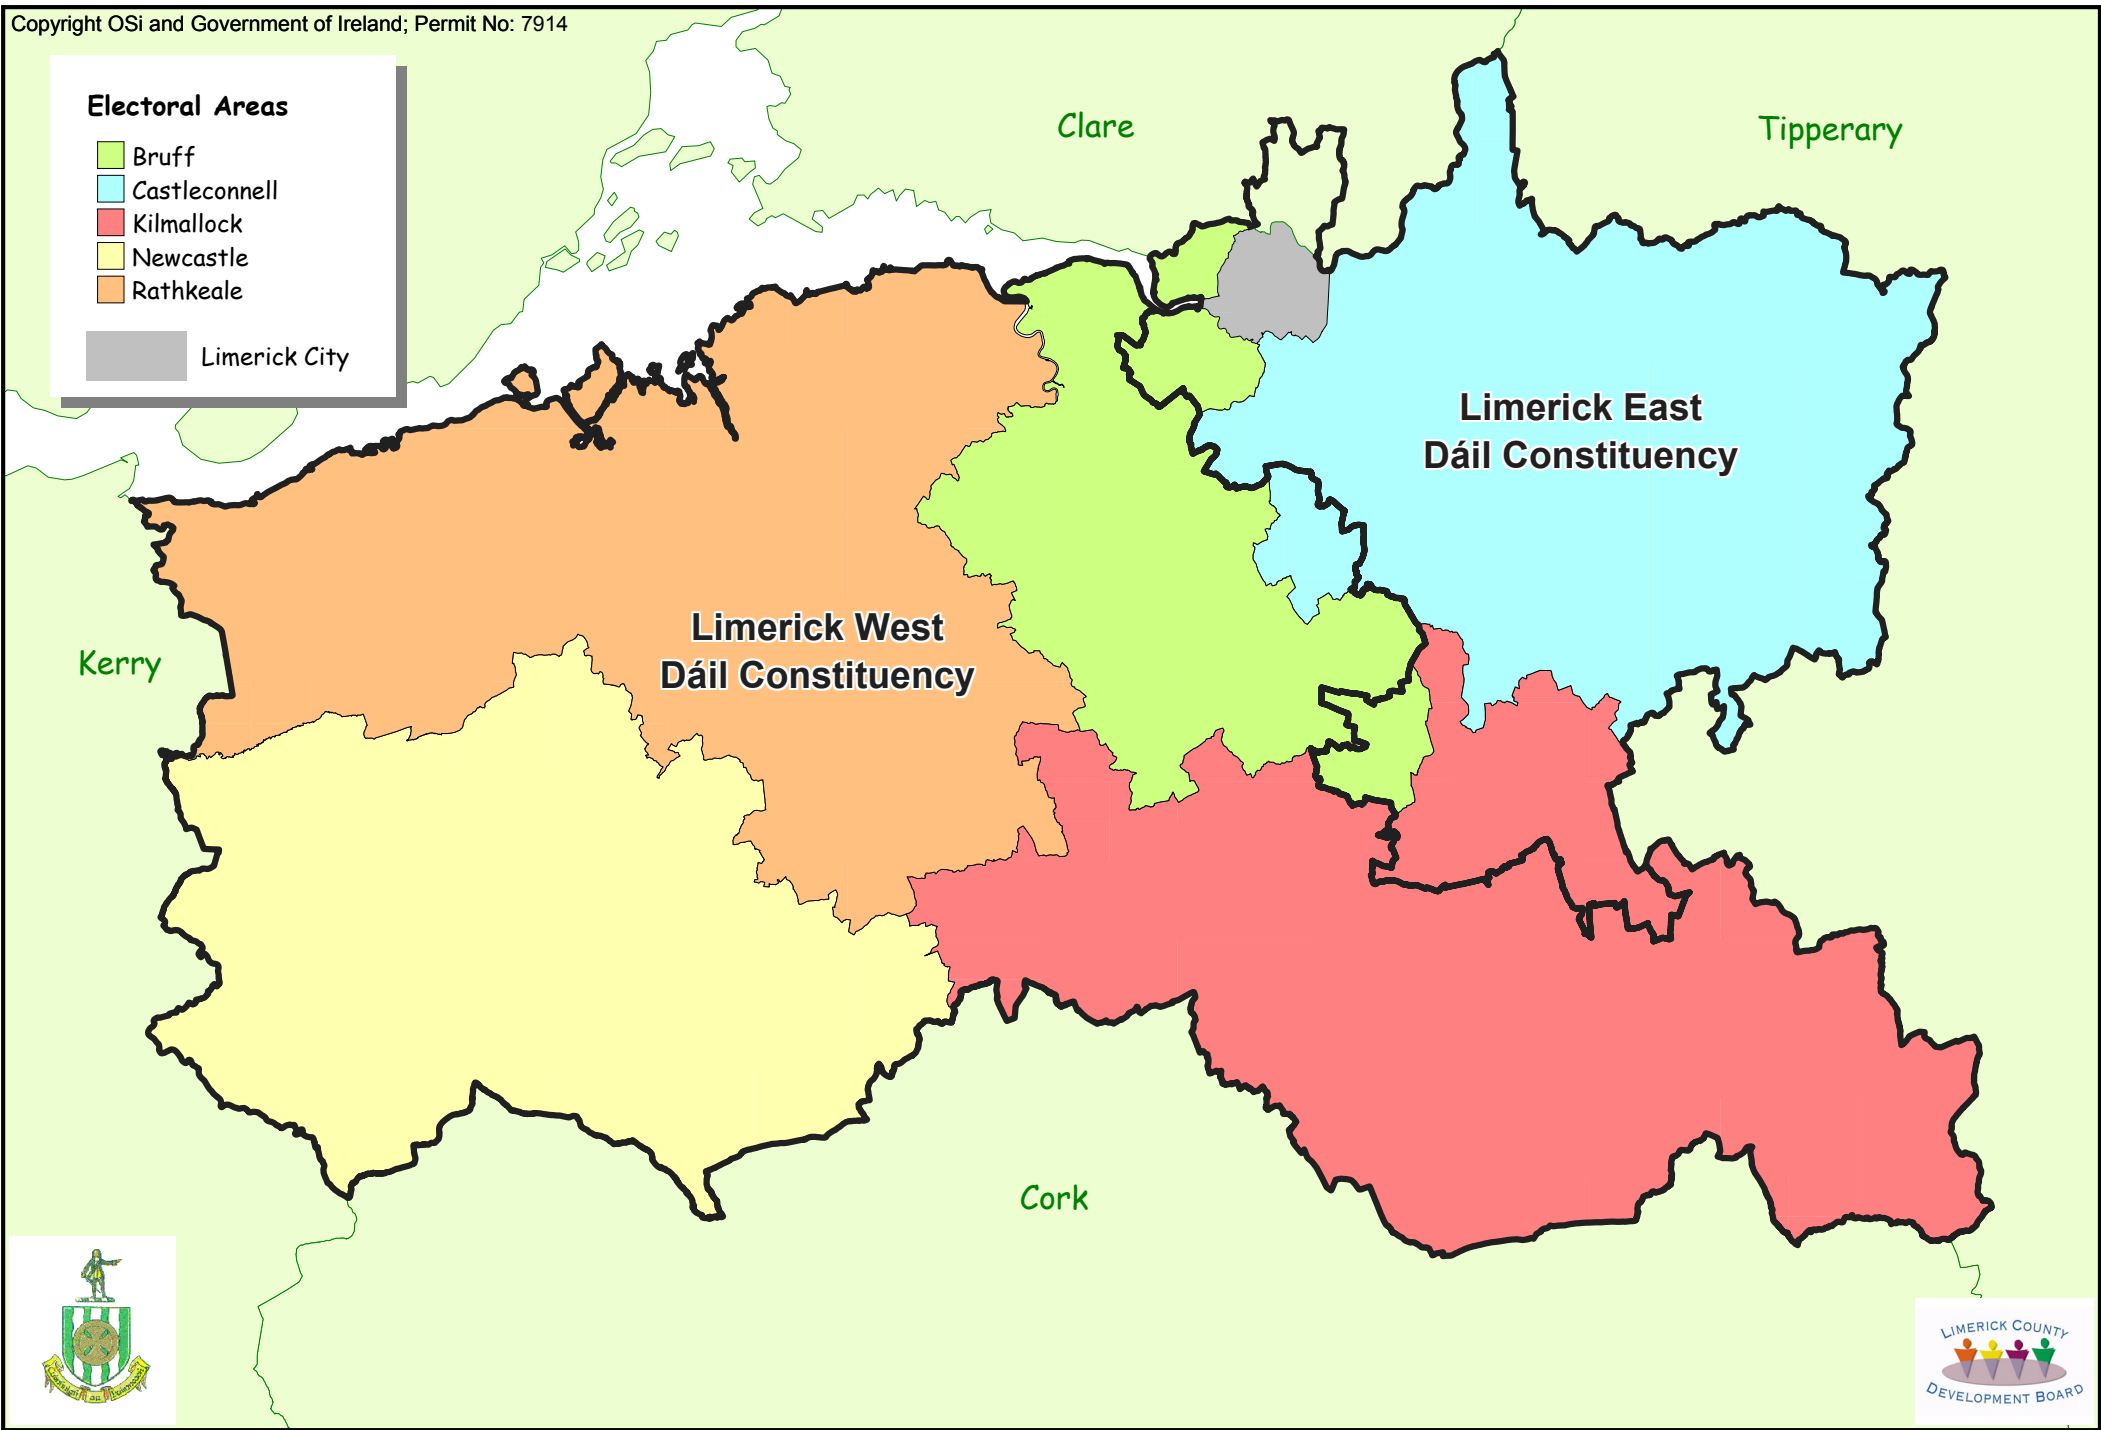 Copyright OSi and Government of Ireland; Permit No: 7914
Electoral Areas
Bruff
Castleconnell
Kilmallock
Newcastle
Rathkeale
Limerick City
Clare
Tipperary
Limerick East
Dáil Constituency
Limerick West
Dáil Constituency
Kerry
Cork
LIMERICK COUNTY
DEVELOPMENT BOARD